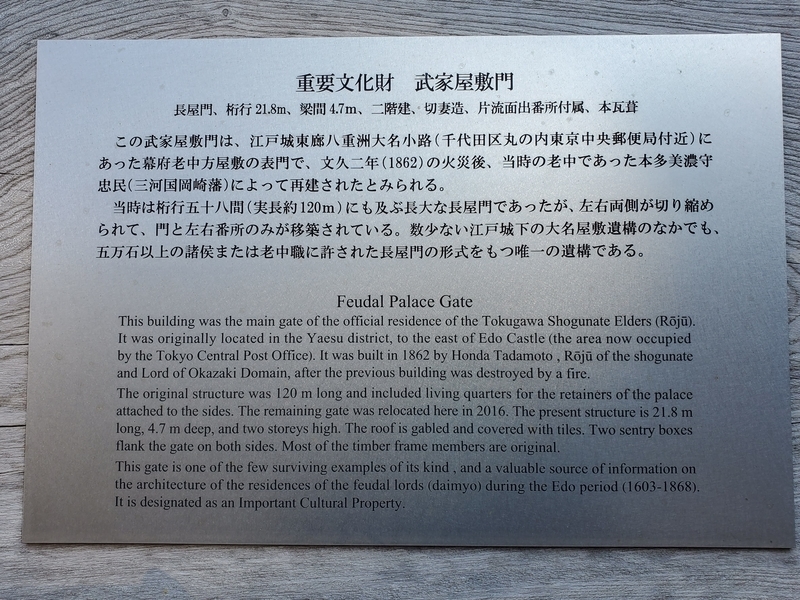 重要文化財　武家屋敷門
長屋門、桁行21.8m、梁間4.7m、二階建、切妻造、片流面出番所付属、本瓦葺
この武家屋敷門は、江戸城東廊八重洲大名小路（千代田区丸の内東京中央郵便局付近）に
あった幕府老中方屋敷の表門で、文久二年（1862）の火災後、当時の老中であった本多美濃守
忠民（三河国岡崎藩）によって再建されたとみられる。
当時は桁行五十八間（実長約120m）にも及ぶ長大な長屋門であったが、左右両側が切り縮め
られて、門と左右番所のみが移築されている。数少ない江戸城下の大名屋敷遺構のなかでも、
五万石以上の諸侯または老中職に許された長屋門の形式をもつ唯一の遺構である。
Feudal Palace Gate
This building was the main gate of the official residence of the Tokugawa Shogunate Elders (Rōjū).
It was originally located in the Yaesu district, to the east of Edo Castle (the area now occupied
by the Tokyo Central Post Office). It was built in 1862 by Honda Tadamoto , Rōjū of the shogunate
and Lord of Okazaki Domain, after the previous building was destroyed by a fire.
The original structure was 120 m long and included living quarters for the retainers of the palace
attached to the sides. The remaining gate was relocated here in 2016. The present structure is 21.8 m
long, 4.7 m deep, and two storeys high. The roof is gabled and covered with tiles. Two sentry boxes
flank the gate on both sides. Most of the timber frame members are original.
This gate is one of the few surviving examples of its kind , and a valuable source of information on
the architecture of the residences of the feudal lords (daimyo) during the Edo period (1603-1868).
It is designated as an Important Cultural Property.